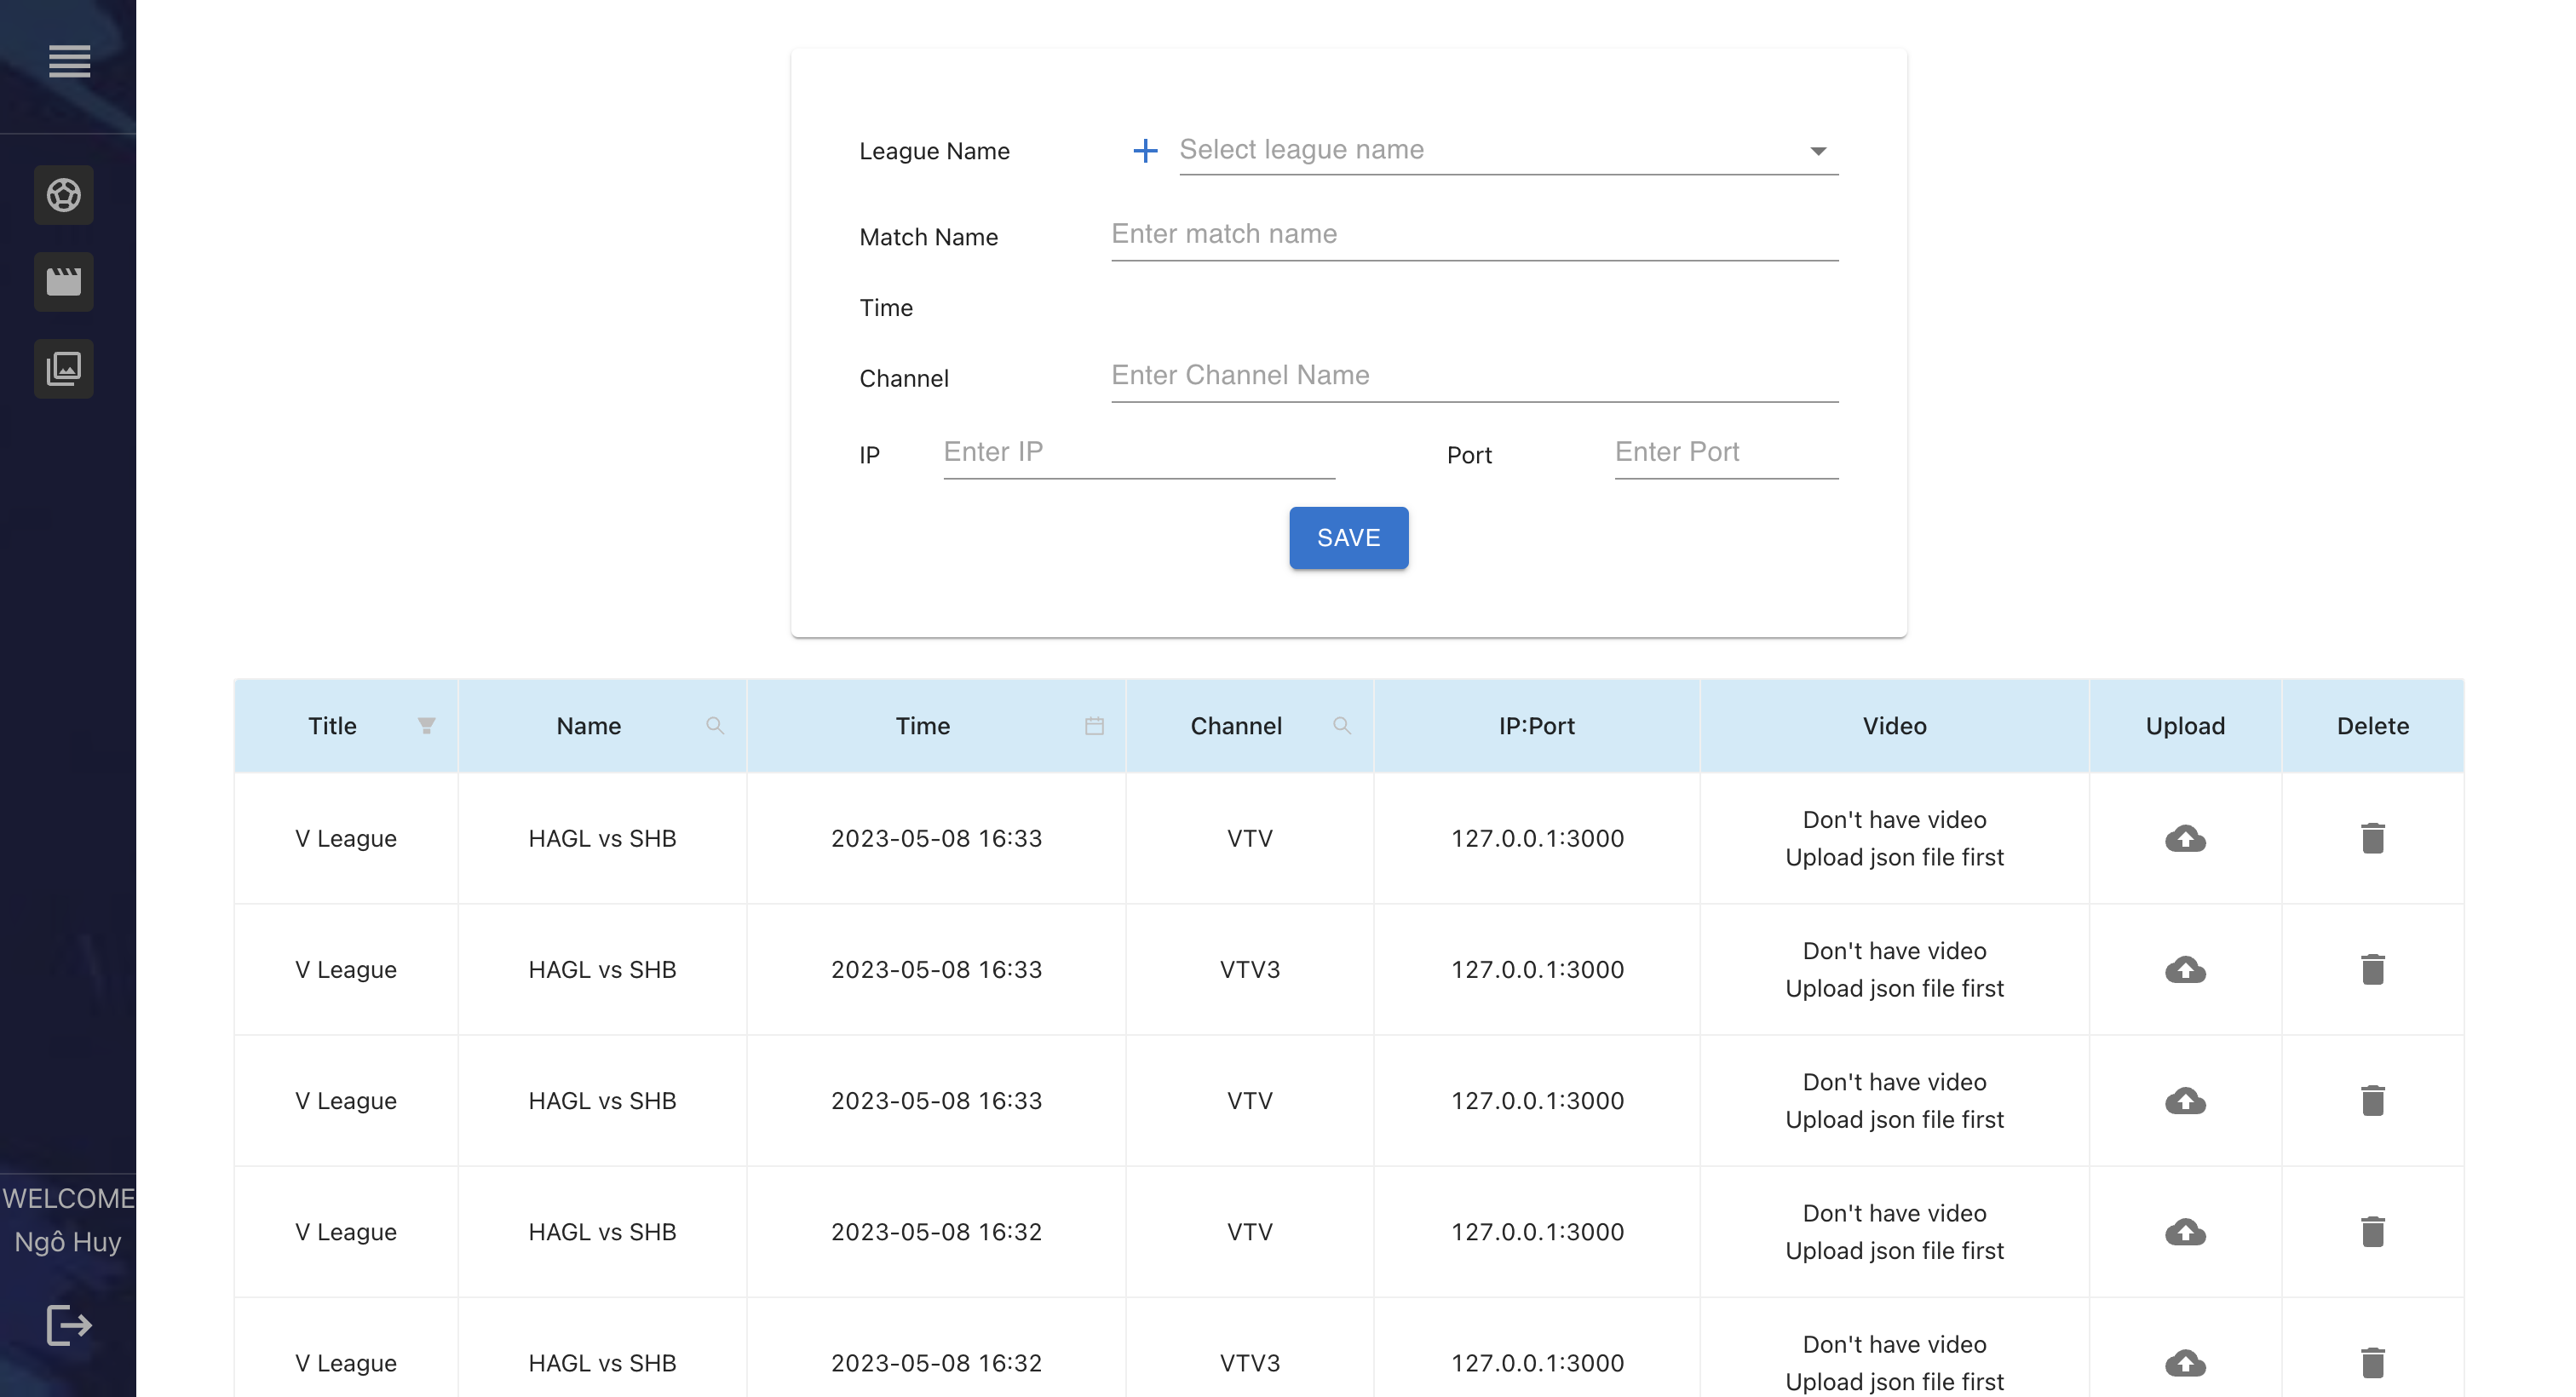 League Name
Select league name
Match Name
Enter match name
Time
Channel
Enter Channel Name
IP
Enter IP
Port
Enter Port
SAVE
Title
Name
Time
Channel
IP:Port
Video
Upload
Delete
V League
HAGL vs SHB
2023-05-08 16:33
VTV
127.0.0.1:3000
Don't have video
Upload json file first
V League
HAGL vs SHB
2023-05-08 16:33
VTV3
127.0.0.1:3000
Don't have video
Upload json file first
V League
HAGL vs SHB
2023-05-08 16:33
VTV
127.0.0.1:3000
Don't have video
Upload json file first
V League
HAGL vs SHB
2023-05-08 16:32
VTV
127.0.0.1:3000
Don't have video
Upload json file first
V League
HAGL vs SHB
2023-05-08 16:32
VTV3
127.0.0.1:3000
Don't have video
Upload json file first
WELCOME
Ngô Huy